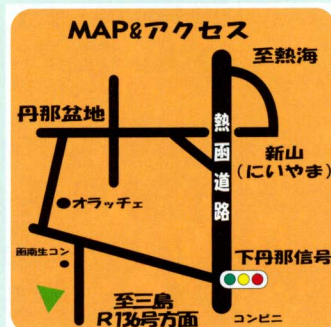 MAP&アクセス
至熱海
丹那盆地
熱函道路
新山
(にいやま)
●オラッチェ
函南生コン
下丹那信号
至三島
R136号方面
コンビニ